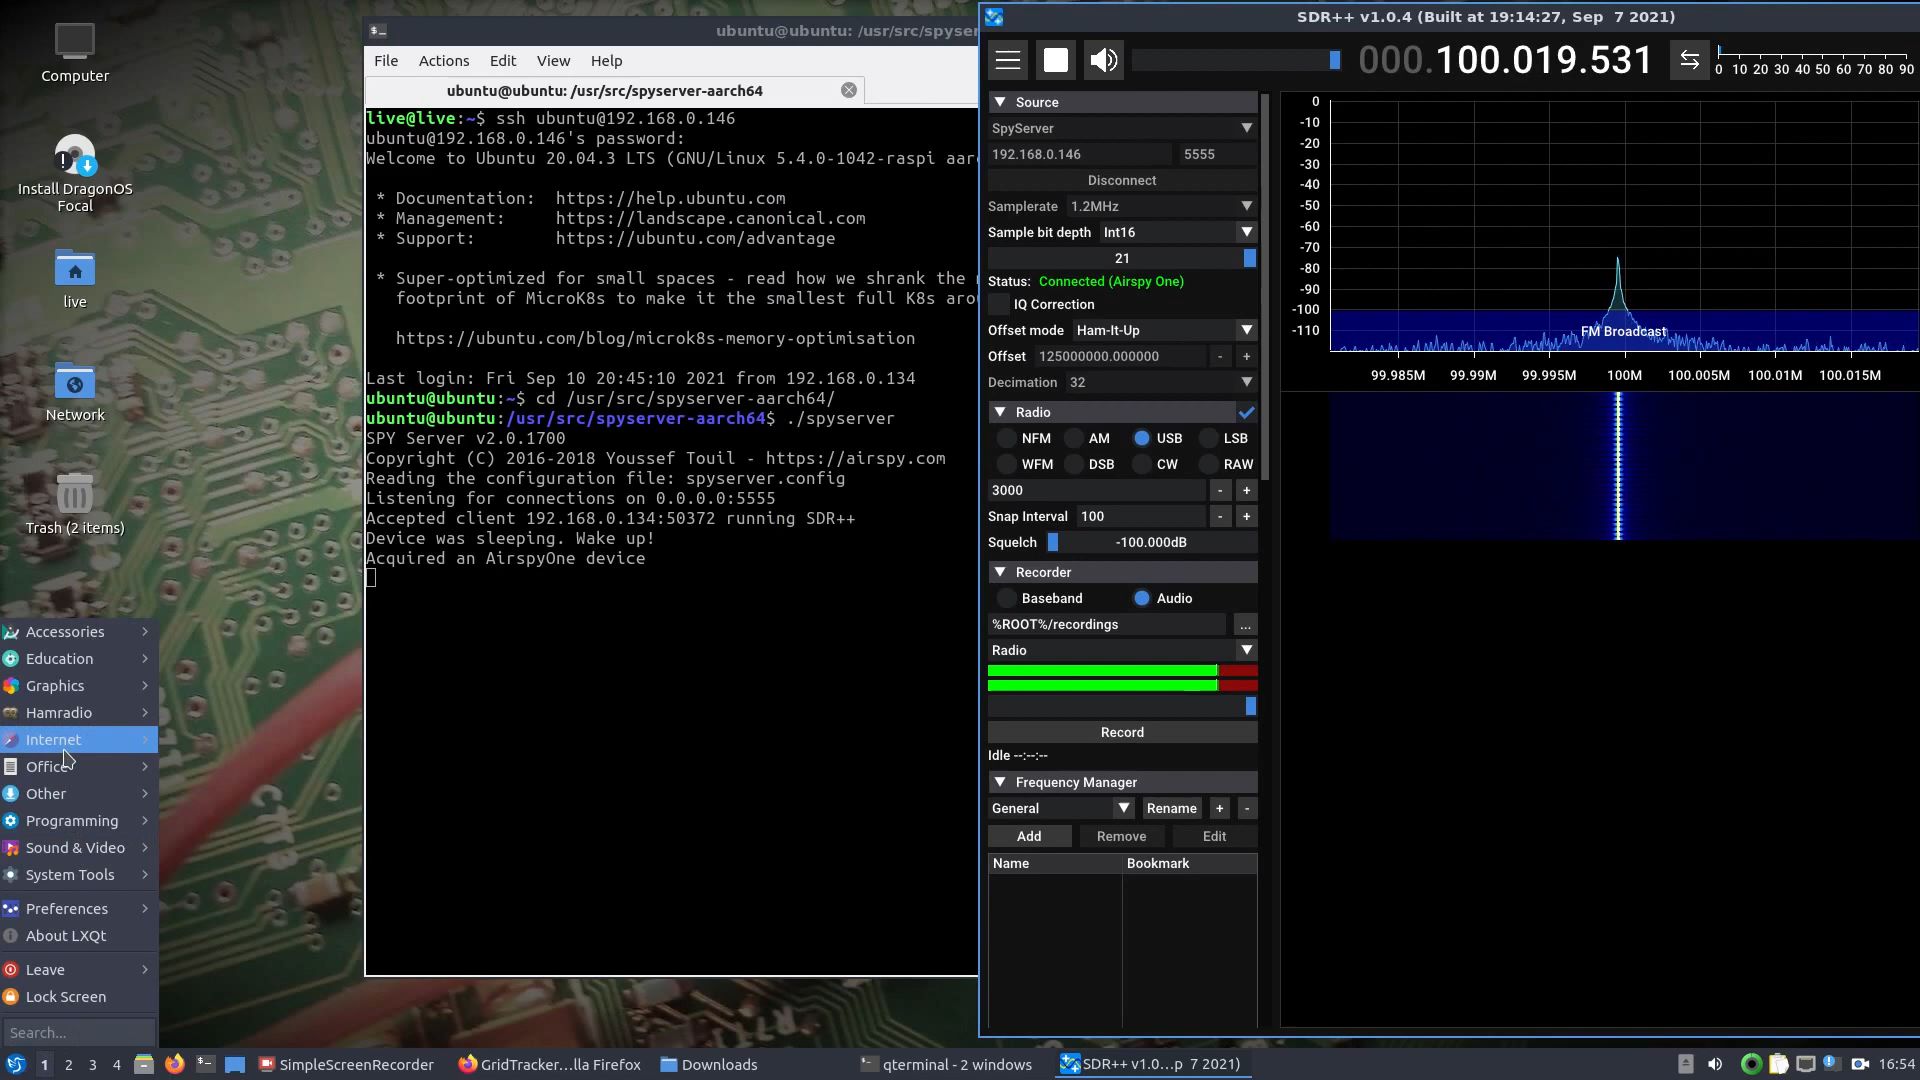 Computer
Install DragonOS
Focal
live
Network
Trash (2 items)
Accessories
Education
Graphics
Hamradio
Internet
Office
Other
Programming
Sound & Video
System Tools
Preferences
About LXQt
Leave
Lock Screen
Search...
ubuntu@ubuntu: /usr/src/spyser
File Actions Edit View Help
ubuntu@ubuntu: /usr/src/spyserver-aarch64
live@live:~$ ssh ubuntu@192.168.0.146
ubuntu@192.168.0.146's password:
Welcome to Ubuntu 20.04.3 LTS (GNU/Linux 5.4.0-1042-raspi aar
* Documentation: https://help.ubuntu.com
* Management: https://landscape.canonical.com
* Support: https://ubuntu.com/advantage
* Super-optimized for small spaces - read how we shrank the
footprint of MicroK8s to make it the smallest full K8s aro
https://ubuntu.com/blog/microk8s-memory-optimisation
Last login: Fri Sep 10 20:45:10 2021 from 192.168.0.134
ubuntu@ubuntu:~$ cd /usr/src/spyserver-aarch64/
ubuntu@ubuntu:/usr/src/spyserver-aarch64$ ./spyserver
SPY Server v2.0.1700
Copyright (C) 2016-2018 Youssef Touil - https://airspy.com
Reading the configuration file: spyserver.config
Listening for connections on 0.0.0.0:5555
Accepted client 192.168.0.134:50372 running SDR++
Device was sleeping. Wake up!
Acquired an AirspyOne device
SDR++ v1.0.4 (Built at 19:14:27, Sep 7 2021)
000.100.019.531
0 10 20 30 40 50 60 70 80 90
Source
SpyServer
192.168.0.146 5555
Disconnect
Samplerate 1.2MHz
Sample bit depth Int16
21
Status: Connected (Airspy One)
IQ Correction
Offset mode Ham-It-Up
Offset 125000000.000000 - +
Decimation 32
Radio
NFM AM USB LSB
WFM DSB CW RAW
3000 - +
Snap Interval 100 - +
Squelch -100.000dB
Recorder
Baseband Audio
%ROOT%/recordings ...
Radio
Record
Idle --:--:--
Frequency Manager
General Rename + -
Add Remove Edit
Name Bookmark
0
-10
-20
-30
-40
-50
-60
-70
-80
-90
-100
-110
FM Broadcast
99.985M 99.99M 99.995M 100M 100.005M 100.01M 100.015M
1 2 3 4 SimpleScreenRecorder GridTracker...lla Firefox Downloads qterminal - 2 windows SDR++ v1.0...p 7 2021) 16:54